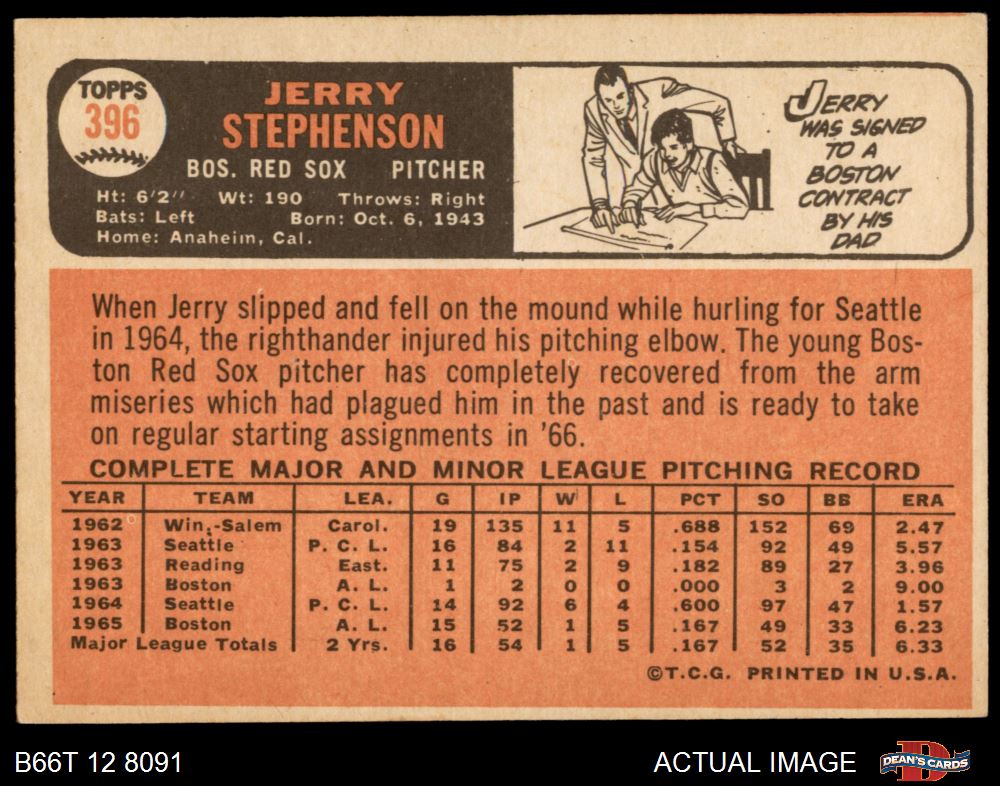 TOPPS
396
JERRY
STEPHENSON
BOS. RED SOX PITCHER
Ht: 6'2" Wt: 190 Throws: Right
Bats: Left Born: Oct. 6, 1943
Home: Anaheim, Cal.
JERRY
WAS SIGNED
TO A
BOSTON
CONTRACT
BY HIS
DAD
When Jerry slipped and fell on the mound while hurling for Seattle
in 1964, the righthander injured his pitching elbow. The young Bos-
ton Red Sox pitcher has completely recovered from the arm
miseries which had plagued him in the past and is ready to take
on regular starting assignments in '66.
COMPLETE MAJOR AND MINOR LEAGUE PITCHING RECORD
YEAR TEAM LEA. G IP W L PCT SO BB ERA
1962 Win.-Salem Carol. 19 135 11 5 .688 152 69 2.47
1963 Seattle P. C. L. 16 84 2 11 .154 92 49 5.57
1963 Reading East. 11 75 2 9 .182 89 27 3.96
1963 Boston A. L. 1 2 0 0 .000 3 2 9.00
1964 Seattle P. C. L. 14 92 6 4 .600 97 47 1.57
1965 Boston A. L. 15 52 1 5 .167 49 33 6.23
Major League Totals 2 Yrs. 16 54 1 5 .167 52 35 6.33
©T.C.G. PRINTED IN U.S.A.
B66T 12 8091 ACTUAL IMAGE DEAN'S CARDS